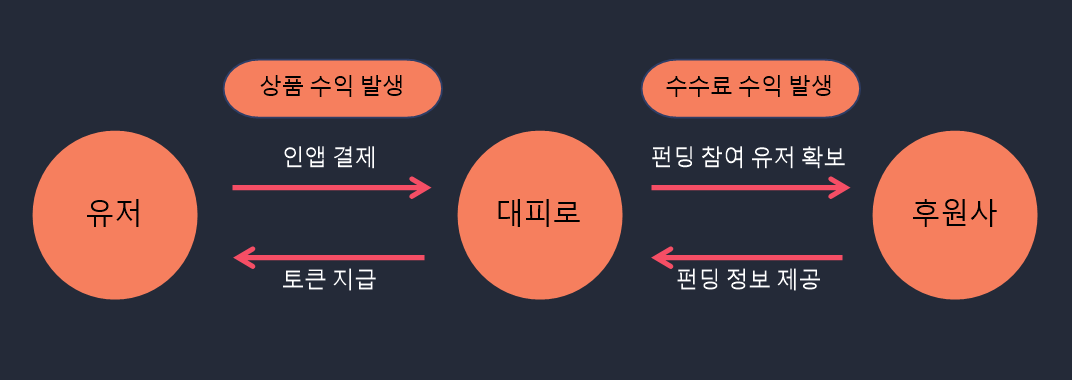 상품 수익 발생
수수료 수익 발생
인앱 결제
펀딩 참여 유저 확보
유저
대피로
후원사
토큰 지급
펀딩 정보 제공